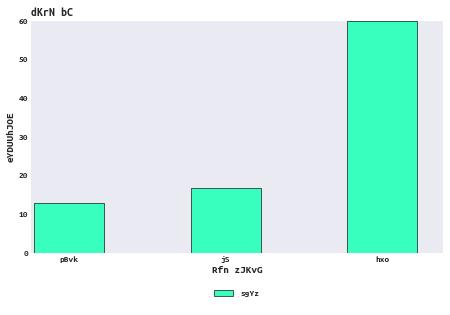 dKrN bC
60
50
40
30
20
10
0
eYDUUhJOE
pBvk jS hxo
Rfn zJKvG
sgYz